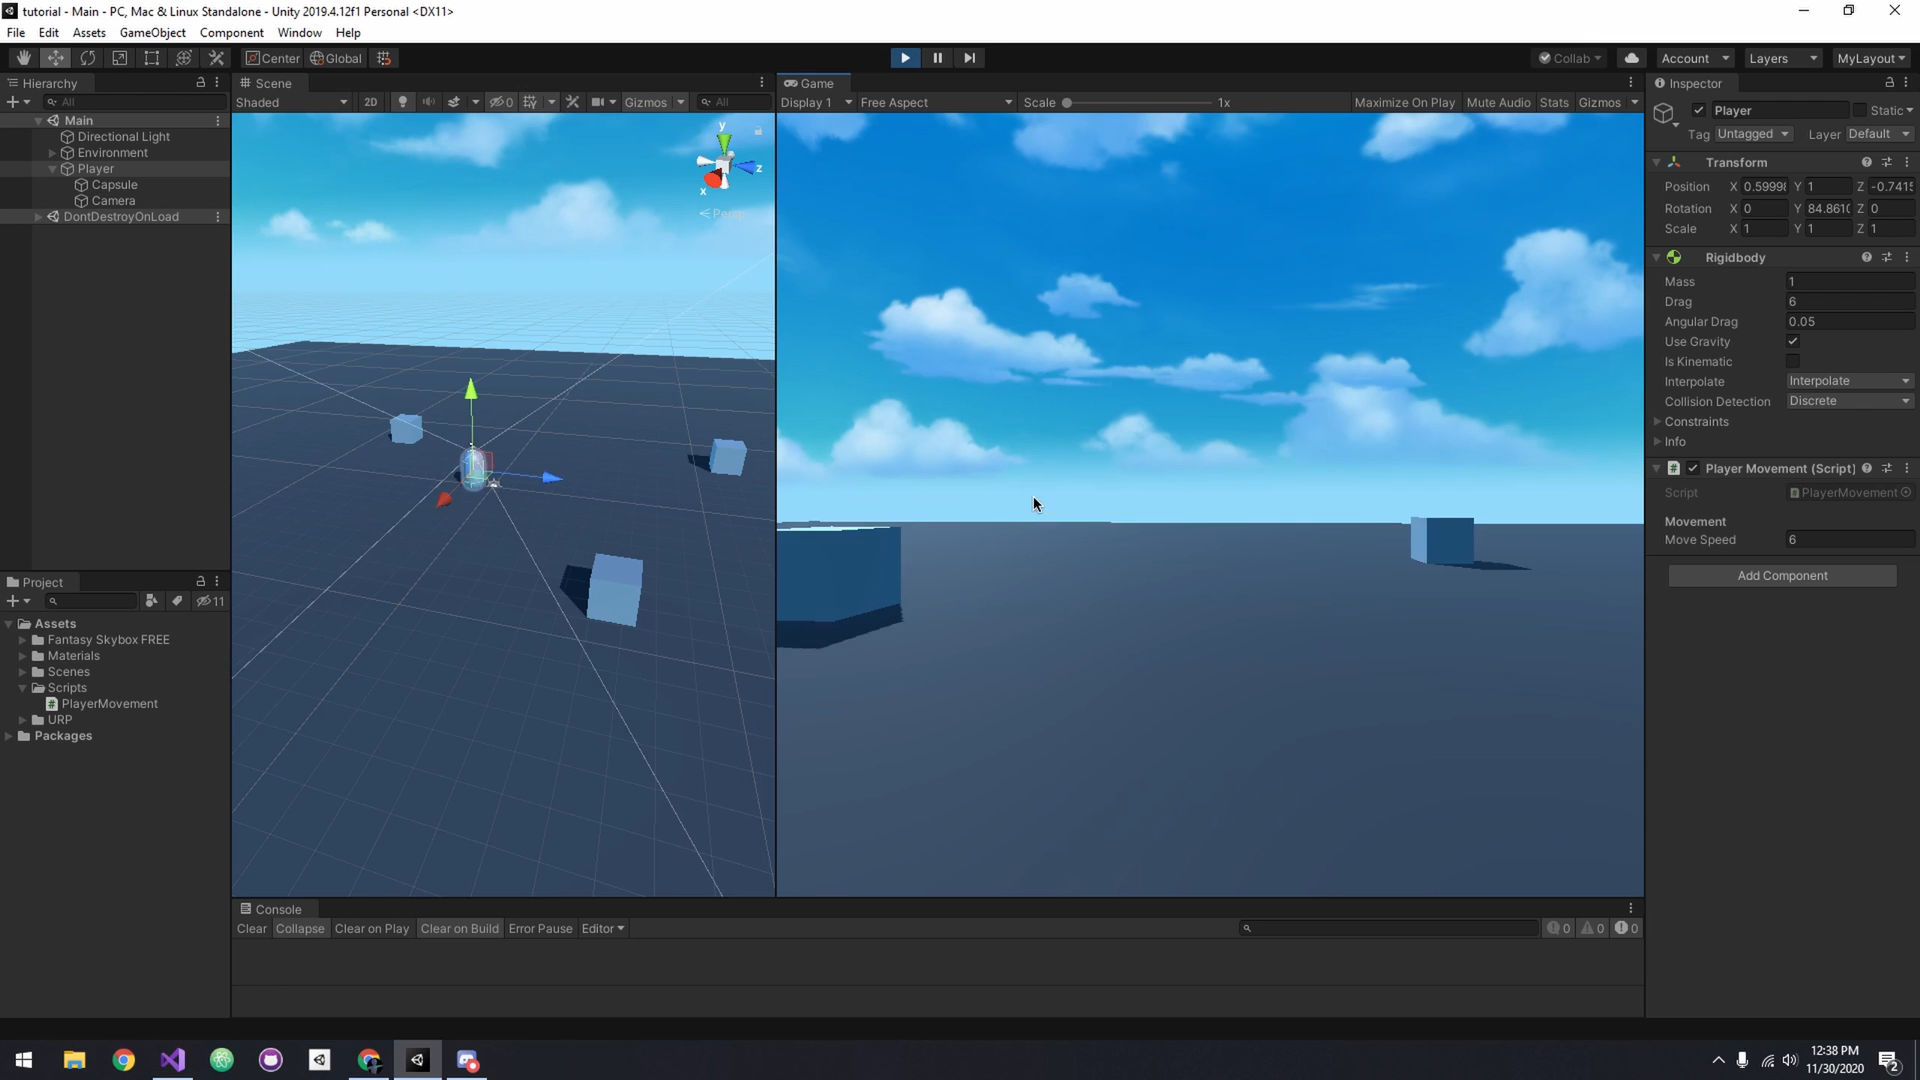 tutorial - Main - PC, Mac & Linux Standalone - Unity 2019.4.12f1 Personal <DX11>
File Edit Assets GameObject Component Window Help
Center Global
Collab Account Layers MyLayout
Hierarchy
All
Main
Directional Light
Environment
Player
Capsule
Camera
DontDestroyOnLoad
Project
11
Assets
Fantasy Skybox FREE
Materials
Scenes
Scripts
PlayerMovement
URP
Packages
Scene
Shaded 2D 0 Gizmos All
y
z
x
Persp
Game
Display 1 Free Aspect Scale 1x Maximize On Play Mute Audio Stats Gizmos
Console
Clear Collapse Clear on Play Clear on Build Error Pause Editor 0 0 0
Inspector
Player Static
Tag Untagged Layer Default
Transform
Position X 0.5999 Y 1 Z -0.741
Rotation X 0 Y 84.861 Z 0
Scale X 1 Y 1 Z 1
Rigidbody
Mass 1
Drag 6
Angular Drag 0.05
Use Gravity
Is Kinematic
Interpolate Interpolate
Collision Detection Discrete
Constraints
Info
Player Movement (Script)
Script PlayerMovement
Movement
Move Speed 6
Add Component
12:38 PM
11/30/2020
2